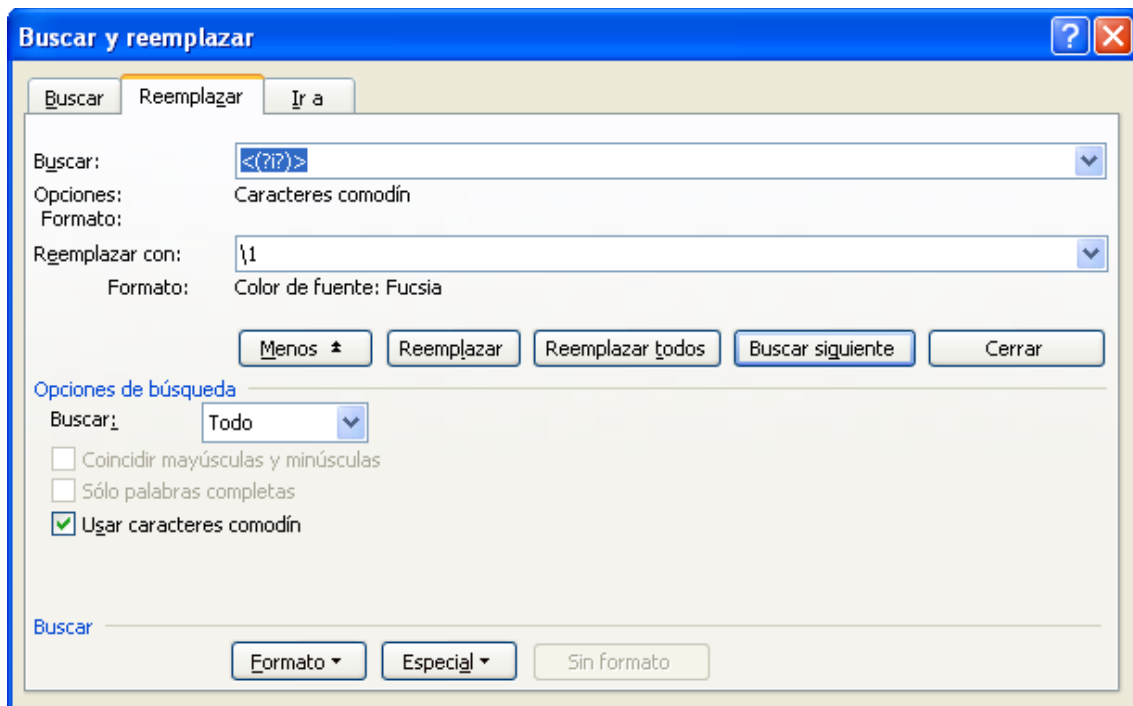 Buscar y reemplazar
Buscar Reemplazar Ir a
Buscar: <(?i?)>
Opciones: Caracteres comodín
Formato:
Reemplazar con: \1
Formato: Color de fuente: Fucsia
Menos Reemplazar Reemplazar todos Buscar siguiente Cerrar
Opciones de búsqueda
Buscar: Todo
Coincidir mayúsculas y minúsculas
Sólo palabras completas
Usar caracteres comodín
Buscar
Formato Especial Sin formato